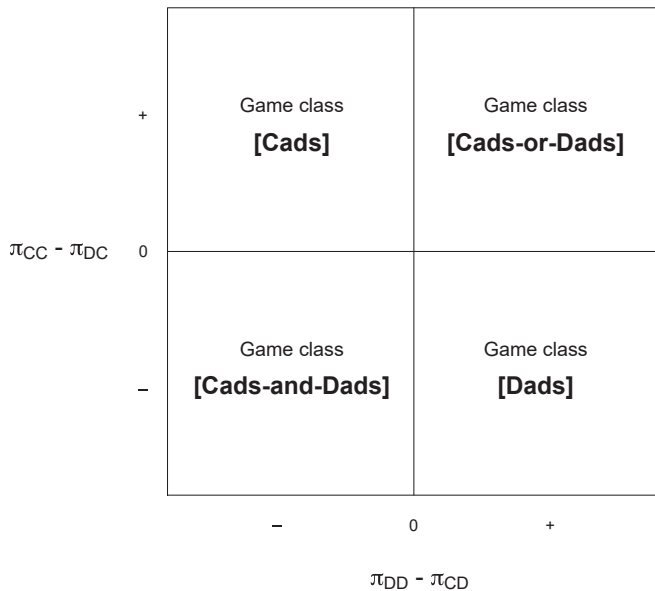 Game class
[Cads]
Game class
[Cads-or-Dads]
+
πCC - πDC
0
Game class
[Cads-and-Dads]
Game class
[Dads]
–
–
0
+
πDD - πCD